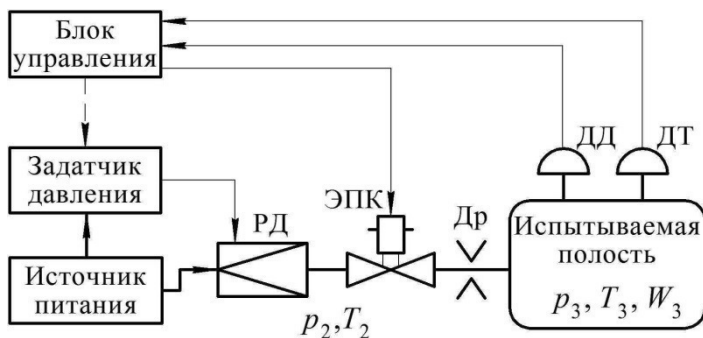 Блок
управления
ДД
ДТ
Задатчик
давления
ЭПК
РД
Др
Испытываемая
полость
Источник
питания
p₃, T₃, W₃
p₂,T₂